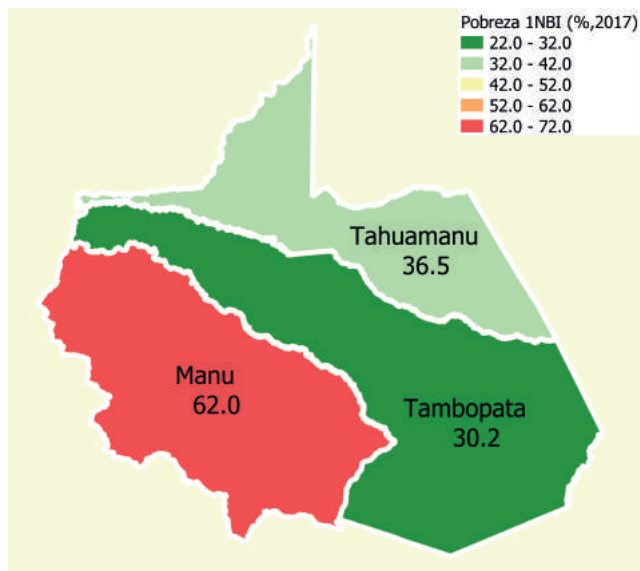 Pobreza 1NBI (%,2017)
22.0 - 32.0
32.0 - 42.0
42.0 - 52.0
52.0 - 62.0
62.0 - 72.0
Tahuamanu
36.5
Manu
62.0
Tambopata
30.2